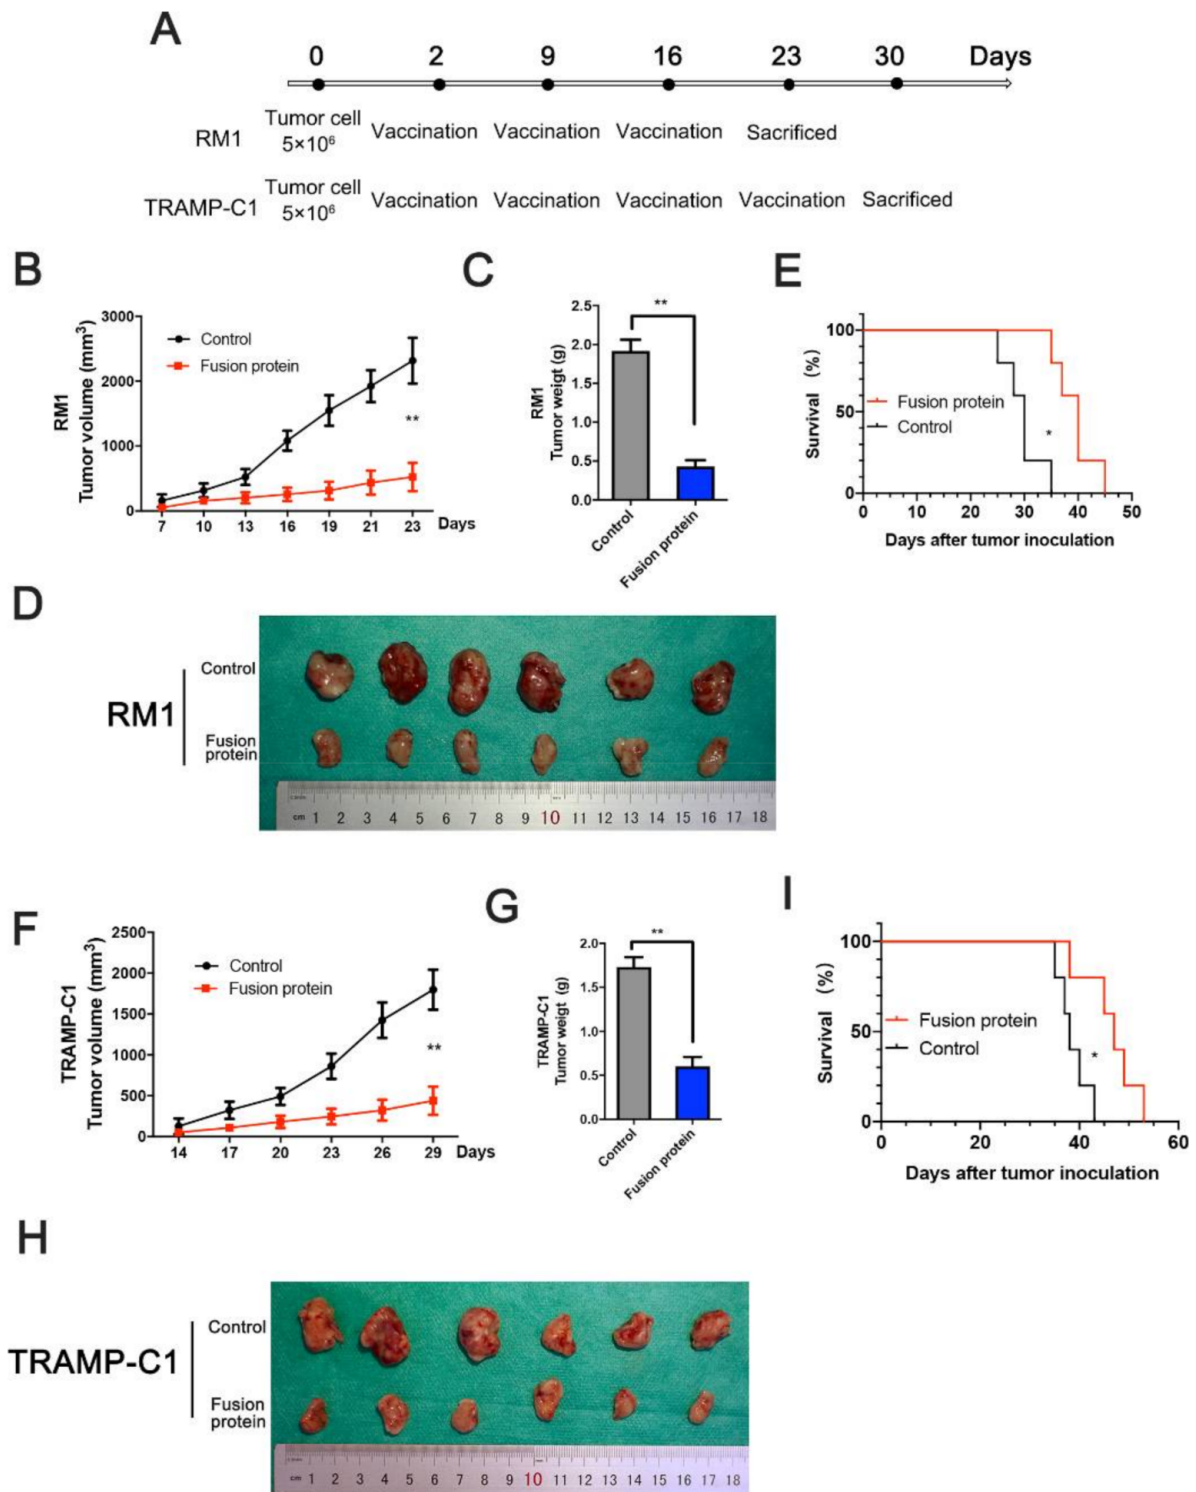 A
0 2 9 16 23 30 Days
RM1 Tumor cell 5×10⁶ Vaccination Vaccination Vaccination Sacrificed
TRAMP-C1 Tumor cell 5×10⁶ Vaccination Vaccination Vaccination Vaccination Sacrificed
B
RM1
Tumor volume (mm³)
3000
2000
1000
0
Control
Fusion protein
**
7 10 13 16 19 21 23 Days
C
RM1
Tumor weigt (g)
2.5
2.0
1.5
1.0
0.5
0.0
**
Control
Fusion protein
E
Survival (%)
100
50
0
Fusion protein
Control
*
0 10 20 30 40 50
Days after tumor inoculation
D
RM1
Control
Fusion
protein
cm 1 2 3 4 5 6 7 8 9 10 11 12 13 14 15 16 17 18
F
TRAMP-C1
Tumor volume (mm³)
2500
2000
1500
1000
500
0
Control
Fusion protein
**
14 17 20 23 26 29 Days
G
TRAMP-C1
Tumor weigt (g)
2.0
1.5
1.0
0.5
0.0
**
Control
Fusion protein
I
Survival (%)
100
50
0
Fusion protein
Control
*
0 20 40 60
Days after tumor inoculation
H
TRAMP-C1
Control
Fusion
protein
cm 1 2 3 4 5 6 7 8 9 10 11 12 13 14 15 16 17 18